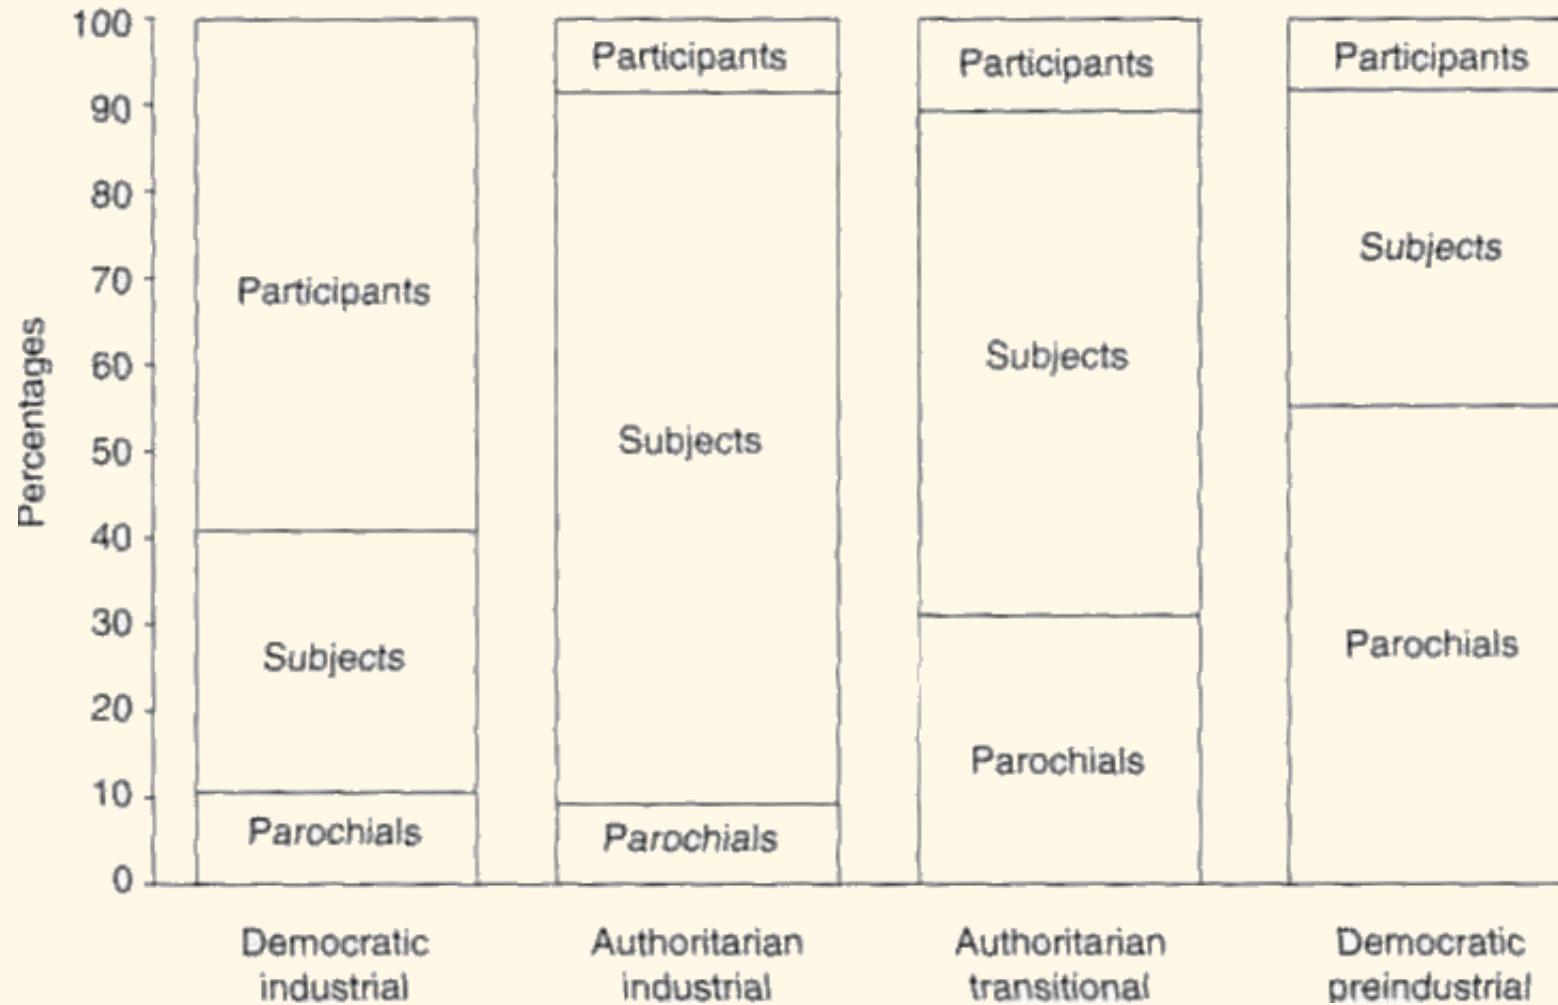 Percentages
100
90
80
70
60
50
40
30
20
10
0
Participants
Subjects
Parochials
Participants
Subjects
Parochials
Participants
Subjects
Parochials
Participants
Subjects
Parochials
Democratic
industrial
Authoritarian
industrial
Authoritarian
transitional
Democratic
preindustrial